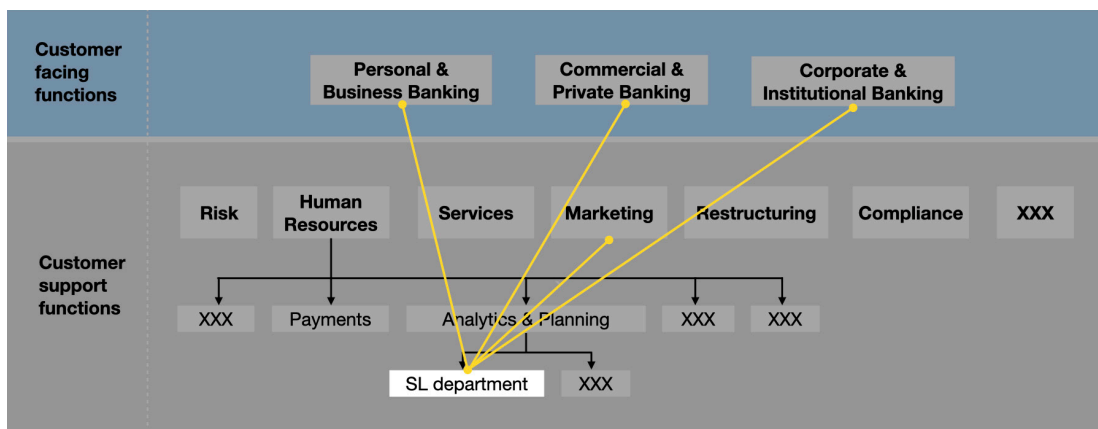 Customer
facing
functions
Personal &
Business Banking
Commercial &
Private Banking
Corporate &
Institutional Banking
Customer
support
functions
Risk
Human
Resources
Services
Marketing
Restructuring
Compliance
XXX
XXX
Payments
Analytics & Planning
XXX
XXX
SL department
XXX